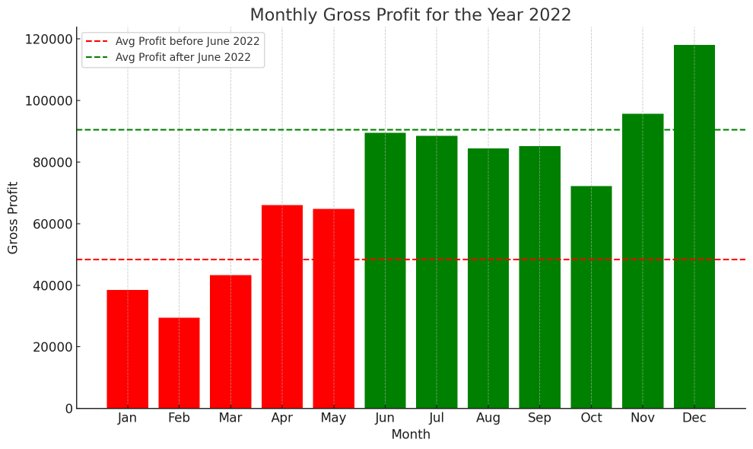 Monthly Gross Profit for the Year 2022
Avg Profit before June 2022
Avg Profit after June 2022
Gross Profit
120000
100000
80000
60000
40000
20000
0
Jan Feb Mar Apr May Jun Jul Aug Sep Oct Nov Dec
Month